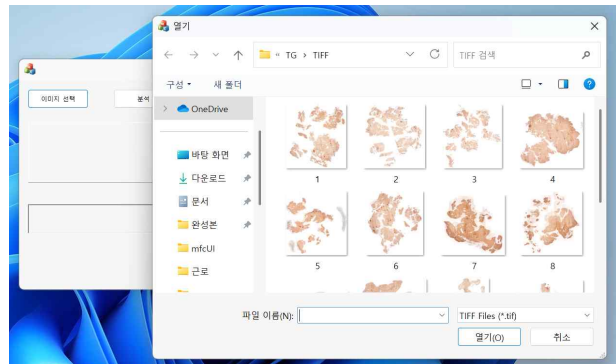 열기
« TG › TIFF
TIFF 검색
구성
새 폴더
이미지 선택
분석
OneDrive
바탕 화면
다운로드
문서
완성본
mfcUI
근로
1
2
3
4
5
6
7
8
파일 이름(N):
TIFF Files (*.tif)
열기(O)
취소